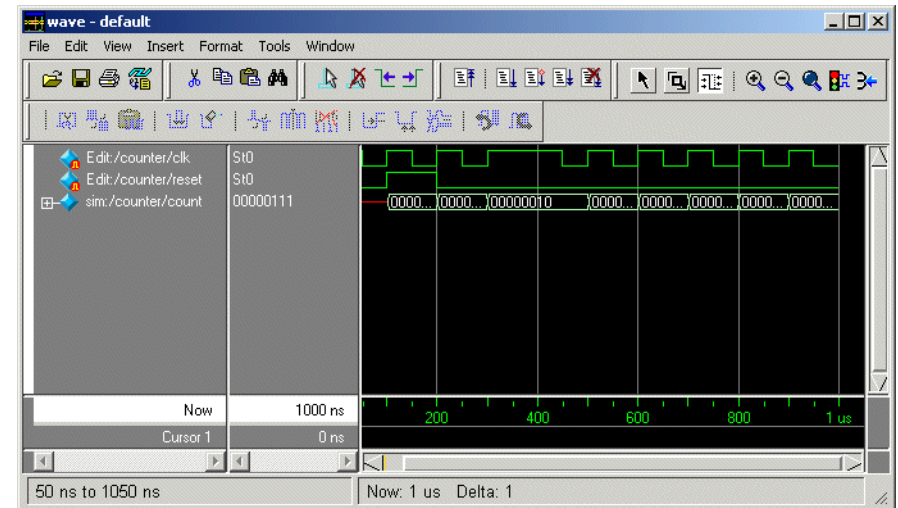 wave - default
File Edit View Insert Format Tools Window
Edit:/counter/clk St0
Edit:/counter/reset St0
sim:/counter/count 00000111
0000... 0000... 00000010 0000... 0000... 0000... 0000... 0000...
Now 1000 ns
200 400 600 800 1 us
Cursor 1 0 ns
50 ns to 1050 ns Now: 1 us Delta: 1